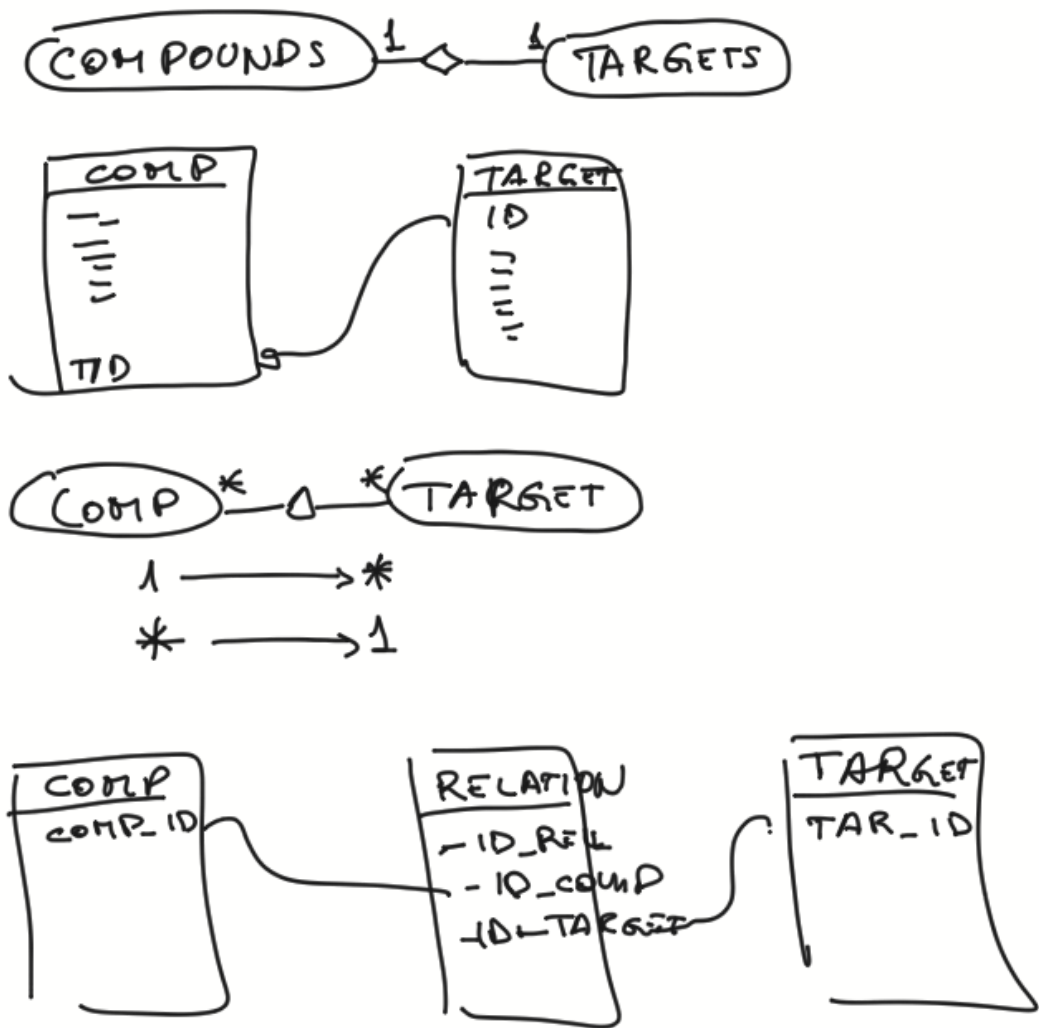 COMPOUNDS 1 1 TARGETS
COMP TARGET
ID
TID
COMP * * TARGET
1 → *
* → 1
COMP RELATION TARGET
COMP_ID TAR_ID
- ID_REL
- ID_COMP
- ID_TARGET